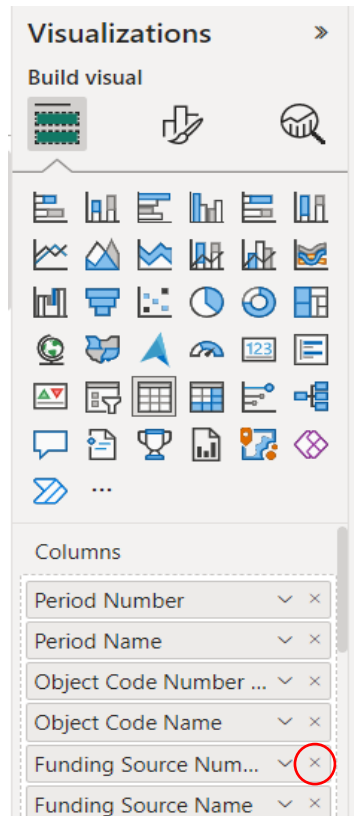 Visualizations »
Build visual
123
...
Columns
Period Number
Period Name
Object Code Number ...
Object Code Name
Funding Source Num...
Funding Source Name